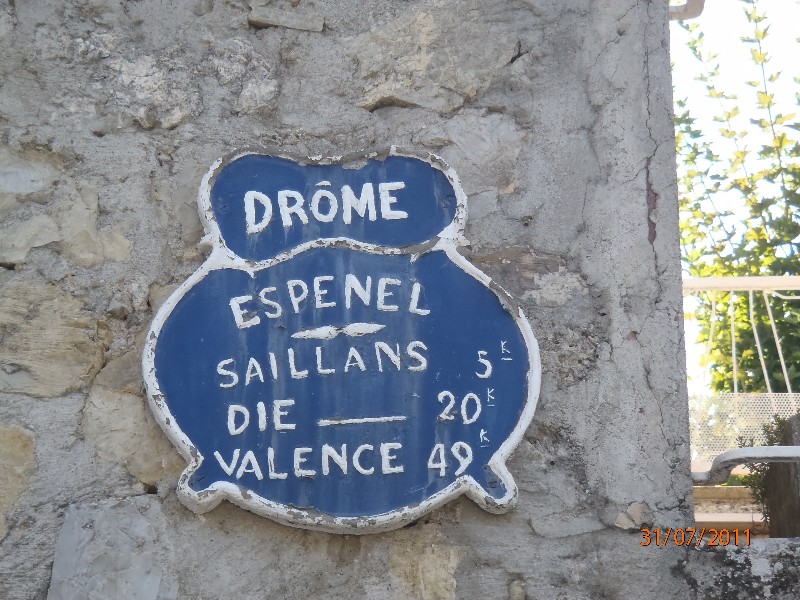 DRÔME
ESPENEL
SAILLANS 5K
DIE 20K
VALENCE 49K
31/07/2011